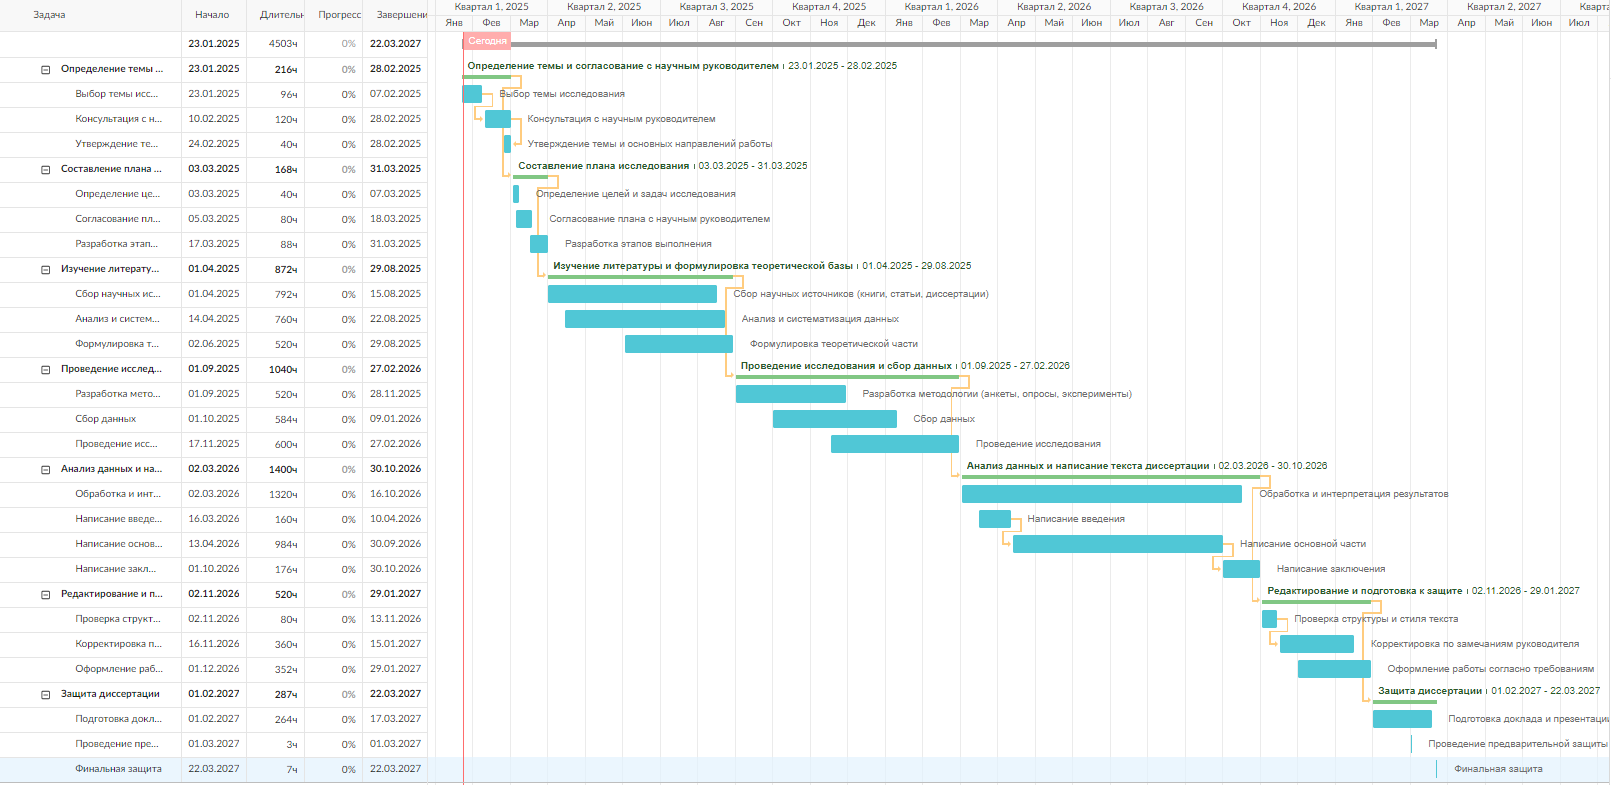 Задача Начало Длительн Прогресс Завершени
Квартал 1, 2025 Квартал 2, 2025 Квартал 3, 2025 Квартал 4, 2025 Квартал 1, 2026 Квартал 2, 2026 Квартал 3, 2026 Квартал 4, 2026 Квартал 1, 2027 Квартал 2, 2027 Кварта
Янв Фев Мар Апр Май Июн Июл Авг Сен Окт Ноя Дек Янв Фев Мар Апр Май Июн Июл Авг Сен Окт Ноя Дек Янв Фев Мар Апр Май Июн Июл
23.01.2025 4503ч 0% 22.03.2027 Сегодня
Определение темы ... 23.01.2025 216ч 0% 28.02.2025 Определение темы и согласование с научным руководителем 23.01.2025 - 28.02.2025
Выбор темы исс... 23.01.2025 96ч 0% 07.02.2025 Выбор темы исследования
Консультация с н... 10.02.2025 120ч 0% 28.02.2025 Консультация с научным руководителем
Утверждение те... 24.02.2025 40ч 0% 28.02.2025 Утверждение темы и основных направлений работы
Составление плана ... 03.03.2025 168ч 0% 31.03.2025 Составление плана исследования 03.03.2025 - 31.03.2025
Определение це... 03.03.2025 40ч 0% 07.03.2025 Определение целей и задач исследования
Согласование пл... 05.03.2025 80ч 0% 18.03.2025 Согласование плана с научным руководителем
Разработка этап... 17.03.2025 88ч 0% 31.03.2025 Разработка этапов выполнения
Изучение литерату... 01.04.2025 872ч 0% 29.08.2025 Изучение литературы и формулировка теоретической базы 01.04.2025 - 29.08.2025
Сбор научных ис... 01.04.2025 792ч 0% 15.08.2025 Сбор научных источников (книги, статьи, диссертации)
Анализ и систем... 14.04.2025 760ч 0% 22.08.2025 Анализ и систематизация данных
Формулировка т... 02.06.2025 520ч 0% 29.08.2025 Формулировка теоретической части
Проведение исслед... 01.09.2025 1040ч 0% 27.02.2026 Проведение исследования и сбор данных 01.09.2025 - 27.02.2026
Разработка мето... 01.09.2025 520ч 0% 28.11.2025 Разработка методологии (анкеты, опросы, эксперименты)
Сбор данных 01.10.2025 584ч 0% 09.01.2026 Сбор данных
Проведение исс... 17.11.2025 600ч 0% 27.02.2026 Проведение исследования
Анализ данных и на... 02.03.2026 1400ч 0% 30.10.2026 Анализ данных и написание текста диссертации 02.03.2026 - 30.10.2026
Обработка и инт... 02.03.2026 1320ч 0% 16.10.2026 Обработка и интерпретация результатов
Написание введе... 16.03.2026 160ч 0% 10.04.2026 Написание введения
Написание основ... 13.04.2026 984ч 0% 30.09.2026 Написание основной части
Написание закл... 01.10.2026 176ч 0% 30.10.2026 Написание заключения
Редактирование и п... 02.11.2026 520ч 0% 29.01.2027 Редактирование и подготовка к защите 02.11.2026 - 29.01.2027
Проверка структ... 02.11.2026 80ч 0% 13.11.2026 Проверка структуры и стиля текста
Корректировка п... 16.11.2026 360ч 0% 15.01.2027 Корректировка по замечаниям руководителя
Оформление раб... 01.12.2026 352ч 0% 29.01.2027 Оформление работы согласно требованиям
Защита диссертации 01.02.2027 287ч 0% 22.03.2027 Защита диссертации 01.02.2027 - 22.03.2027
Подготовка докл... 01.02.2027 264ч 0% 17.03.2027 Подготовка доклада и презентации
Проведение пре... 01.03.2027 3ч 0% 01.03.2027 Проведение предварительной защиты
Финальная защита 22.03.2027 7ч 0% 22.03.2027 Финальная защита